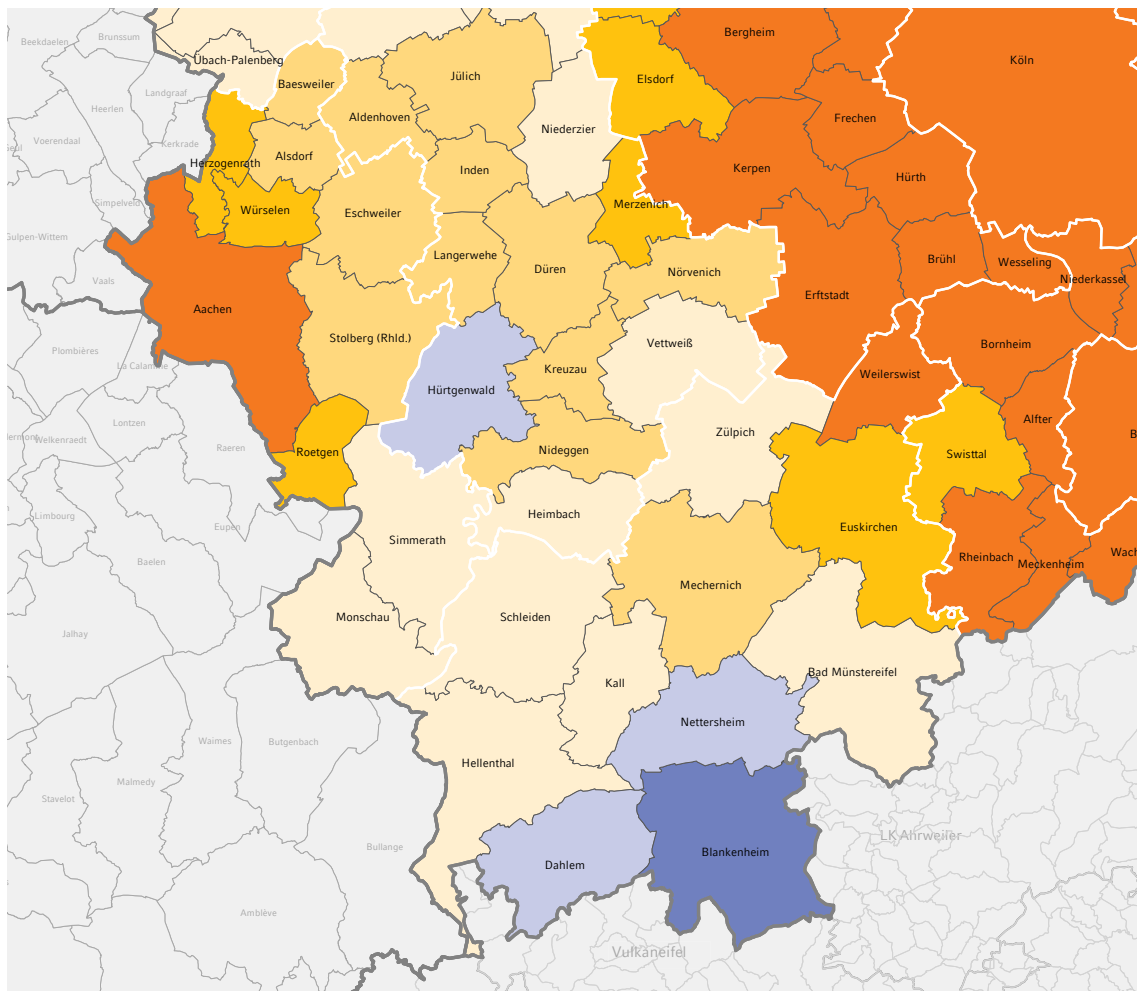 Beekdaelen
Brunssum
Bergheim
Köln
Übach-Palenberg
Baesweiler
Jülich
Elsdorf
Landgraaf
Heerlen
Aldenhoven
Niederzier
Frechen
Voerendaal
Kerkrade
Herzogenrath
Alsdorf
Inden
Kerpen
Hürth
Gimpelveld
Würselen
Eschweiler
Merzenich
Gulpen-Wittem
Langerwehe
Düren
Nörvenich
Brühl
Wesseling
Niederkassel
Vaals
Aachen
Erftstadt
Stolberg (Rhld.)
Vettweiß
Bornheim
Plombières
La Calamine
Kreuzau
Weilerswist
Hürtgenwald
Lontzen
Alfter
Welkenraedt
Raeren
Roetgen
Nideggen
Zülpich
Swisttal
Limbourg
Eupen
Heimbach
Euskirchen
Simmerath
Baelen
Rheinbach
Meckenheim
Wach
Mechernich
Jalhay
Monschau
Schleiden
Kall
Bad Münstereifel
Nettersheim
Waimes
Butgenbach
Hellenthal
Malmedy
Stavelot
LK Ahrweiler
Bullange
Dahlem
Blankenheim
Amblève
Vulkaneifel